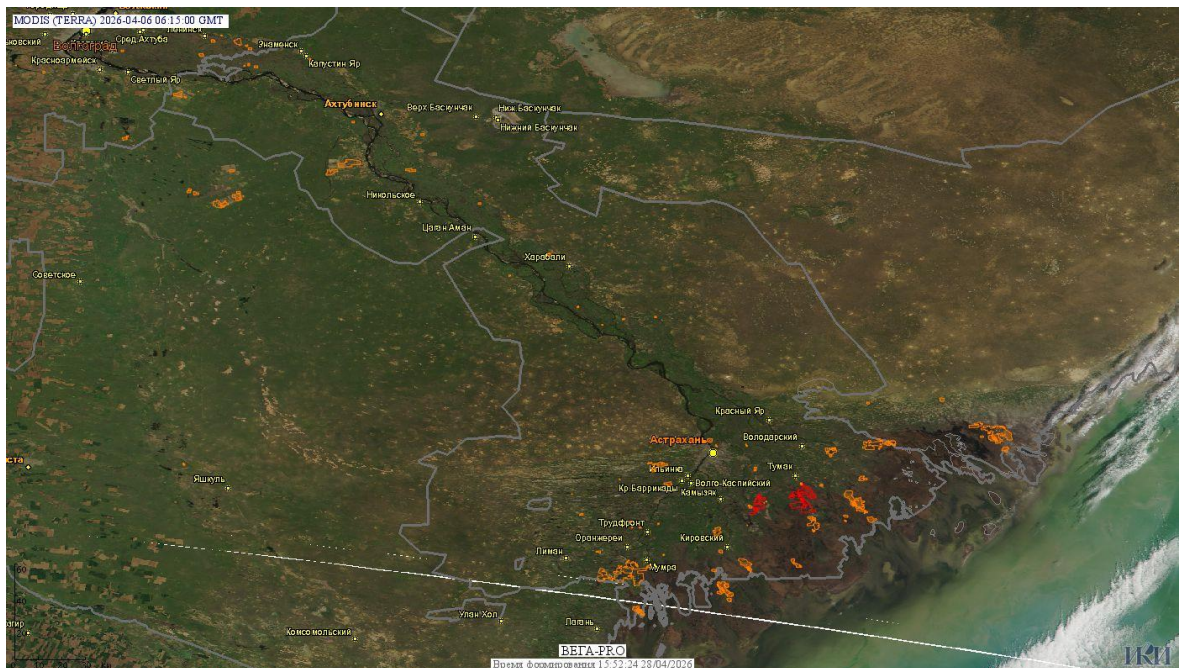 MODIS (TERRA) 2026-04-06 06:15:00 GMT
Сред.Ахтуба
Ленинск
Волгоград
Знаменск
Капустин Яр
Красноармейск
Светлый Яр
Ахтубинск
Верх.Баскунчак
Ниж.Баскунчак
Нижний Баскунчак
Никольское
Цаган Аман
Харабали
Советское
Красный Яр
Астрахань
Володарский
Яшкуль
Ильинка
Тумак
Кр.Баррикады
Волго-Каспийский
Камызяк
Трудфронт
Оранжереи
Кировский
Лиман
Мумра
60
Улан Хол
Лагань
Комсомольский
ВЕГА-PRO
Время формирования 15:52:24 28/04/2026
ИКИ